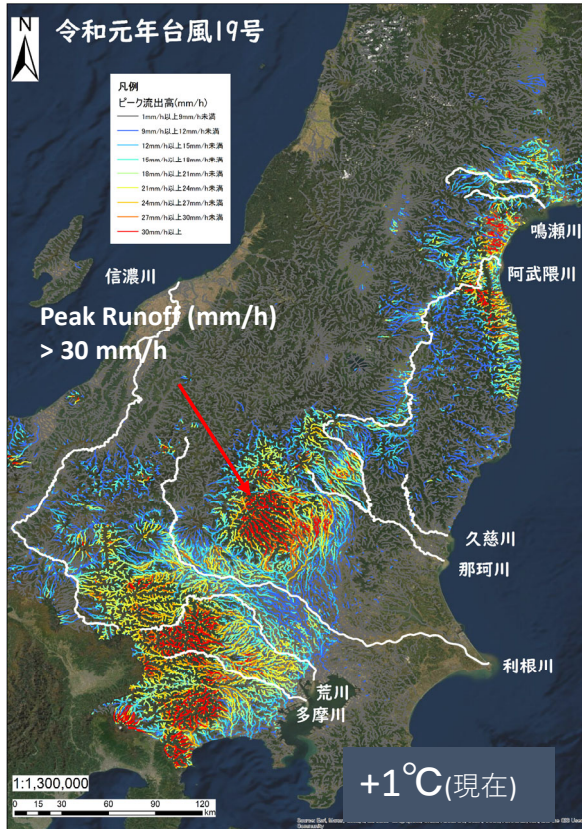 令和元年台風19号
N
凡例
ピーク流出高(mm/h)
1mm/h以上9mm/h未満
9mm/h以上12mm/h未満
12mm/h以上15mm/h未満
15mm/h以上18mm/h未満
18mm/h以上21mm/h未満
21mm/h以上24mm/h未満
24mm/h以上27mm/h未満
27mm/h以上30mm/h未満
30mm/h以上
鳴瀬川
阿武隈川
信濃川
Peak Runoff (mm/h)
> 30 mm/h
久慈川
那珂川
利根川
荒川
多摩川
+1℃(現在)
1:1,300,000
0 15 30 60 90 120
km